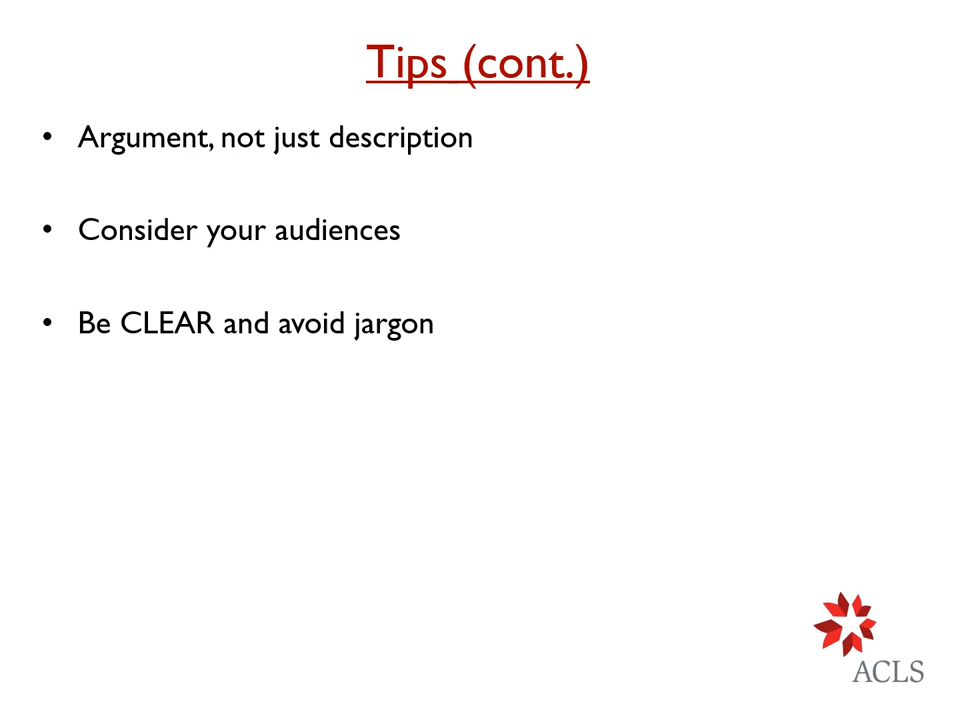 Tips (cont.)
• Argument, not just description
• Consider your audiences
• Be CLEAR and avoid jargon
ACLS